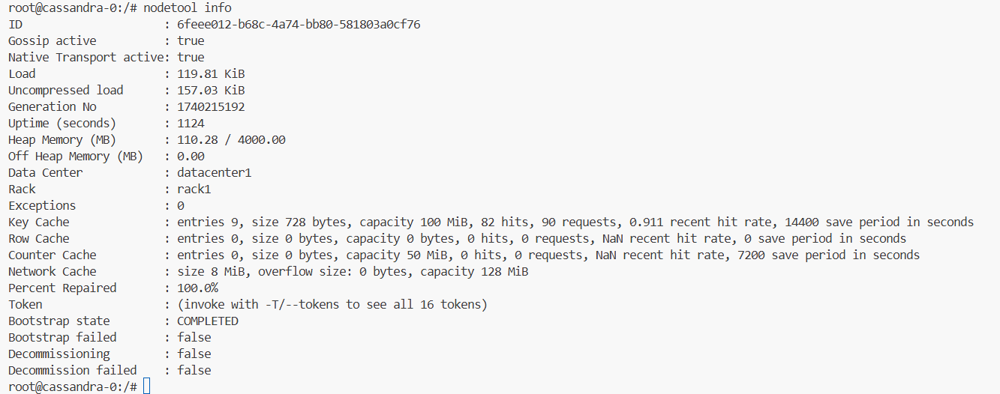 root@cassandra-0:/# nodetool info
ID                     : 6feee012-b68c-4a74-bb80-581803a0cf76
Gossip active          : true
Native Transport active: true
Load                   : 119.81 KiB
Uncompressed load      : 157.03 KiB
Generation No          : 1740215192
Uptime (seconds)       : 1124
Heap Memory (MB)       : 110.28 / 4000.00
Off Heap Memory (MB)   : 0.00
Data Center            : datacenter1
Rack                   : rack1
Exceptions             : 0
Key Cache              : entries 9, size 728 bytes, capacity 100 MiB, 82 hits, 90 requests, 0.911 recent hit rate, 14400 save period in seconds
Row Cache              : entries 0, size 0 bytes, capacity 0 bytes, 0 hits, 0 requests, NaN recent hit rate, 0 save period in seconds
Counter Cache          : entries 0, size 0 bytes, capacity 50 MiB, 0 hits, 0 requests, NaN recent hit rate, 7200 save period in seconds
Network Cache          : size 8 MiB, overflow size: 0 bytes, capacity 128 MiB
Percent Repaired       : 100.0%
Token                  : (invoke with -T/--tokens to see all 16 tokens)
Bootstrap state        : COMPLETED
Bootstrap failed       : false
Decommissioning        : false
Decommission failed    : false
root@cassandra-0:/#